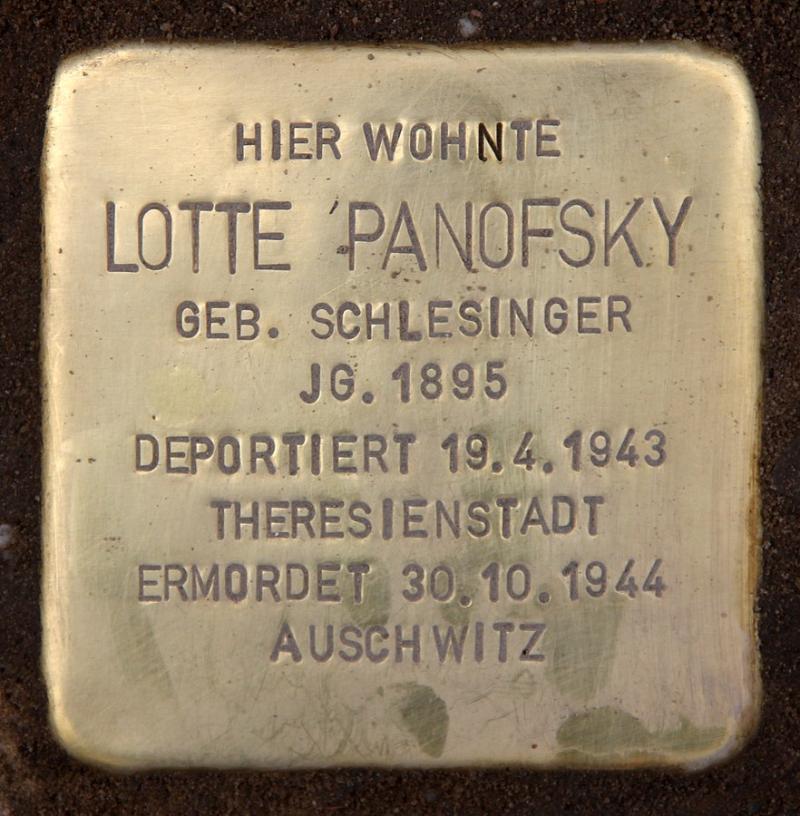 HIER WOHNTE
LOTTE PANOFSKY
GEB. SCHLESINGER
JG. 1895
DEPORTIERT 19.4.1943
THERESIENSTADT
ERMORDET 30.10.1944
AUSCHWITZ